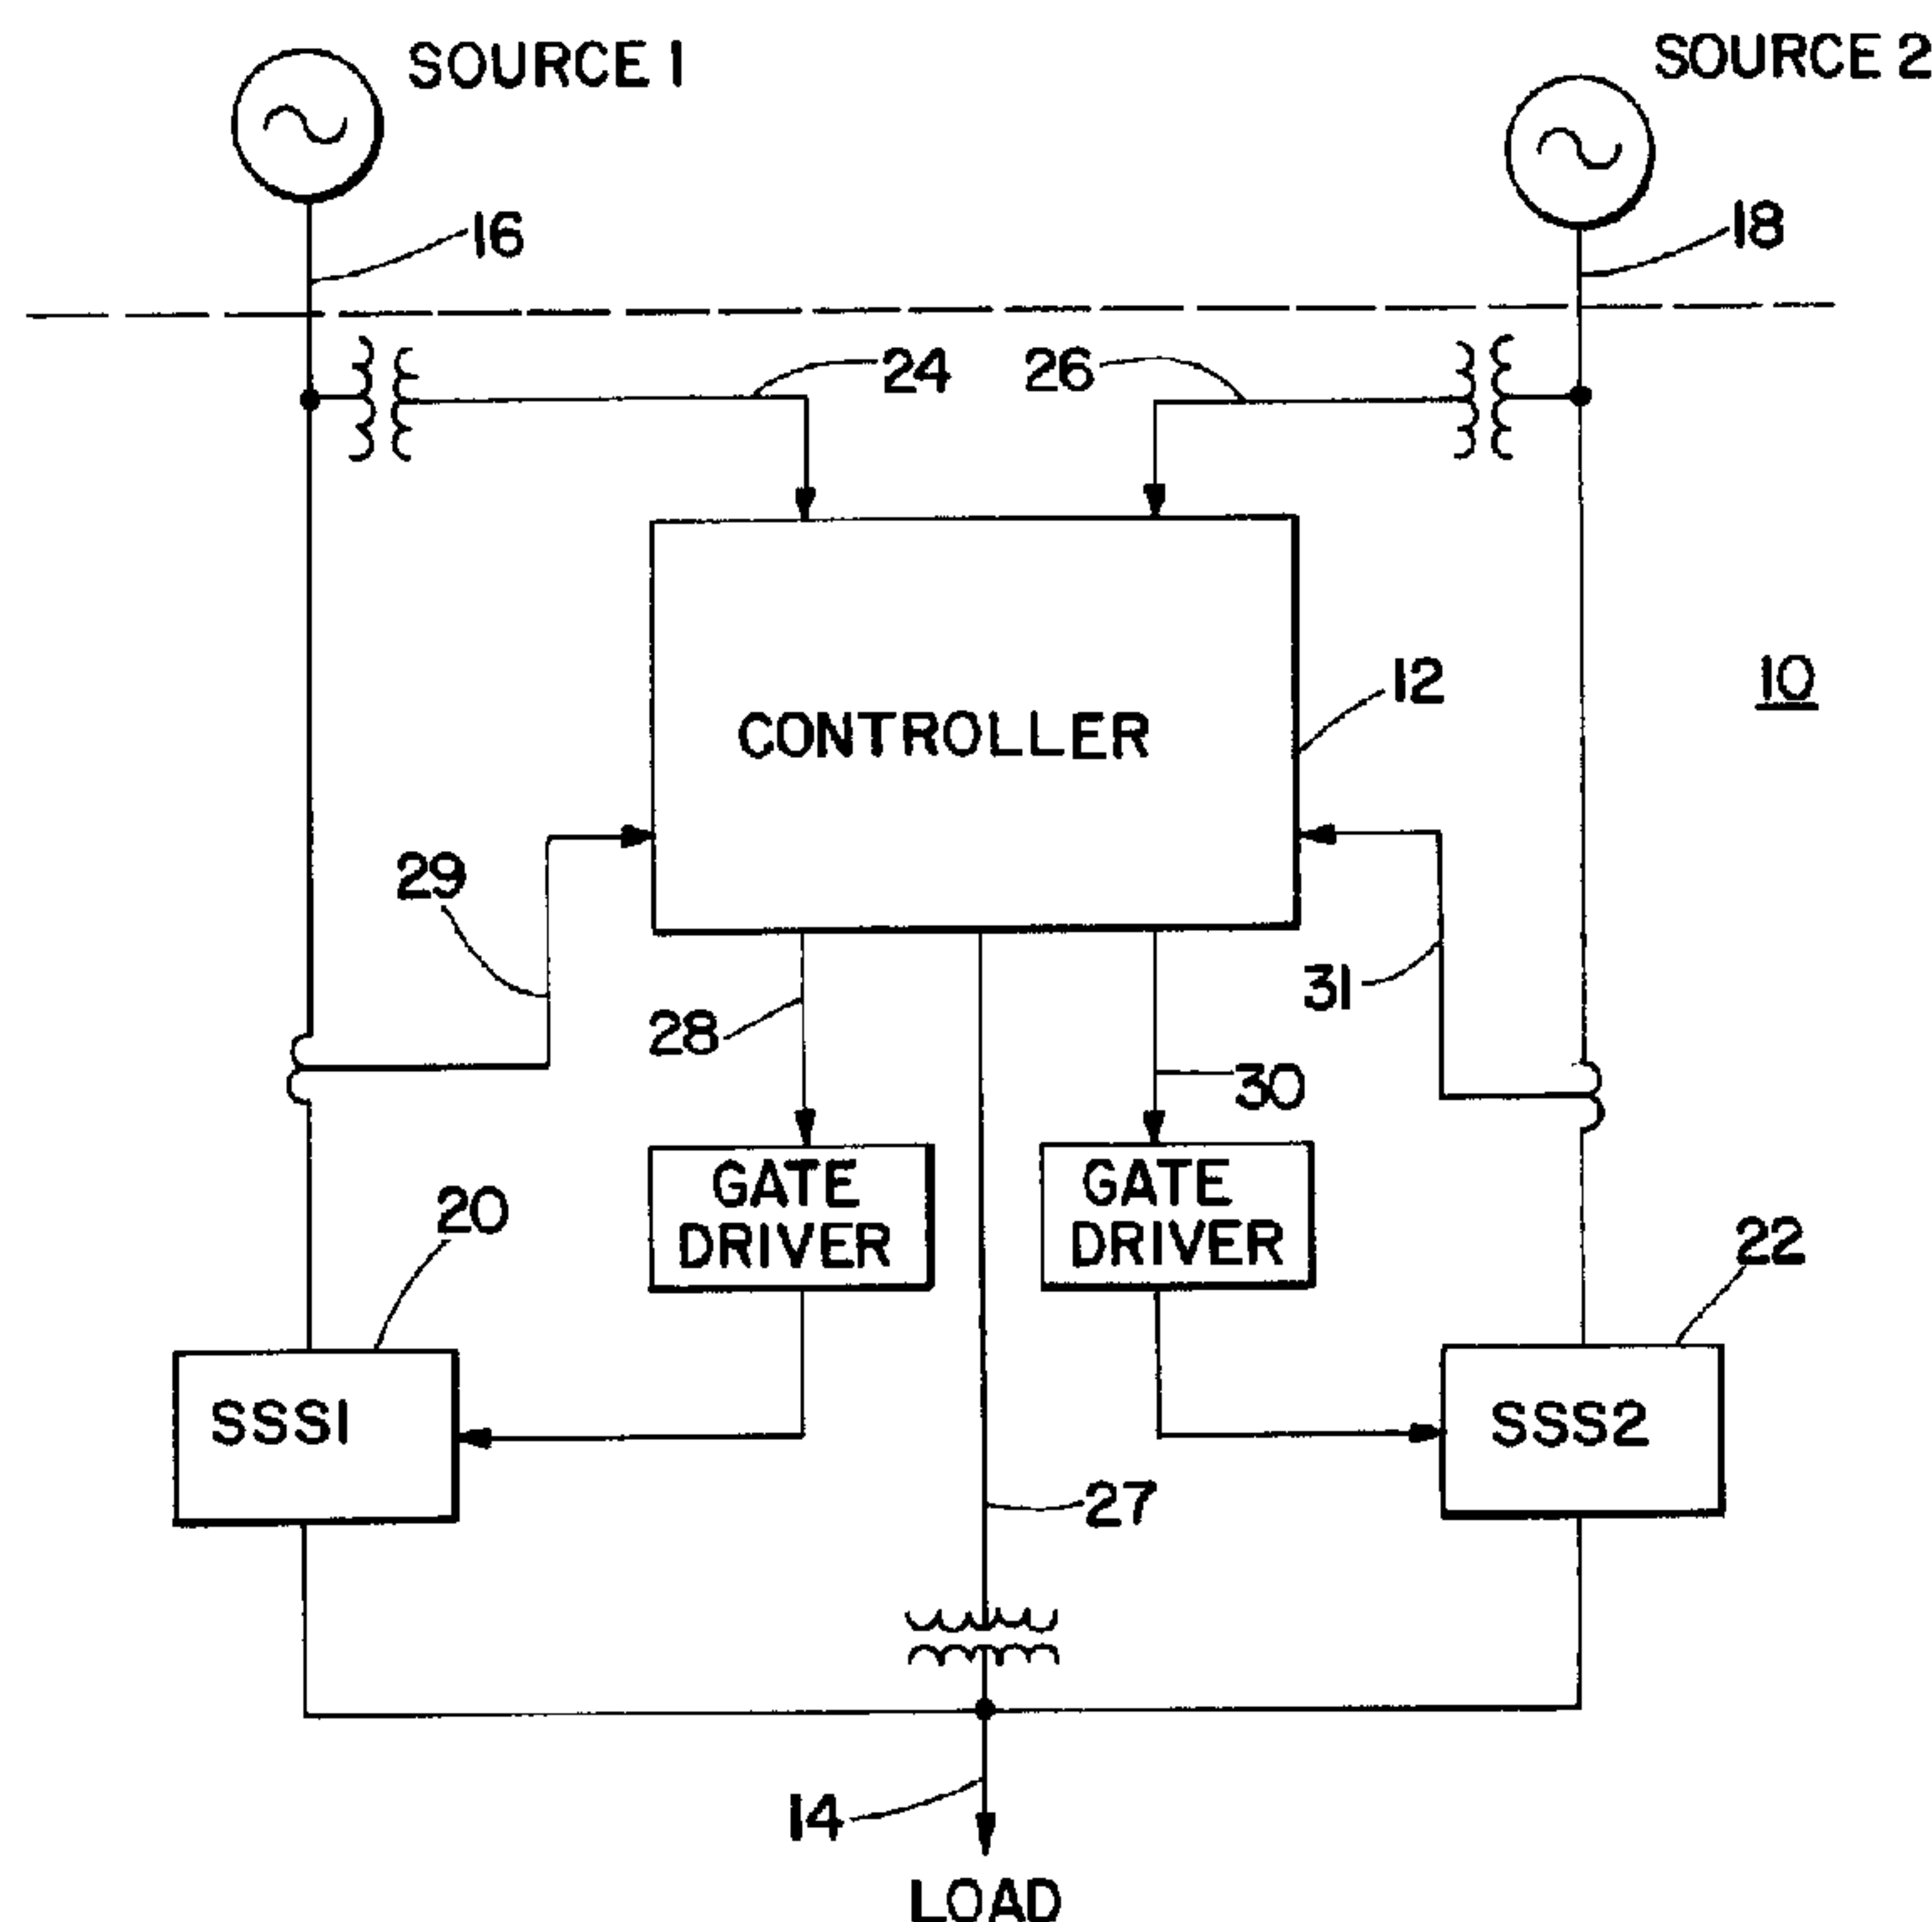 SOURCE 1
SOURCE 2
16
18
24
26
12
10
CONTROLLER
29
31
28
30
GATE
DRIVER
GATE
DRIVER
20
22
SSS1
SSS2
27
14
LOAD